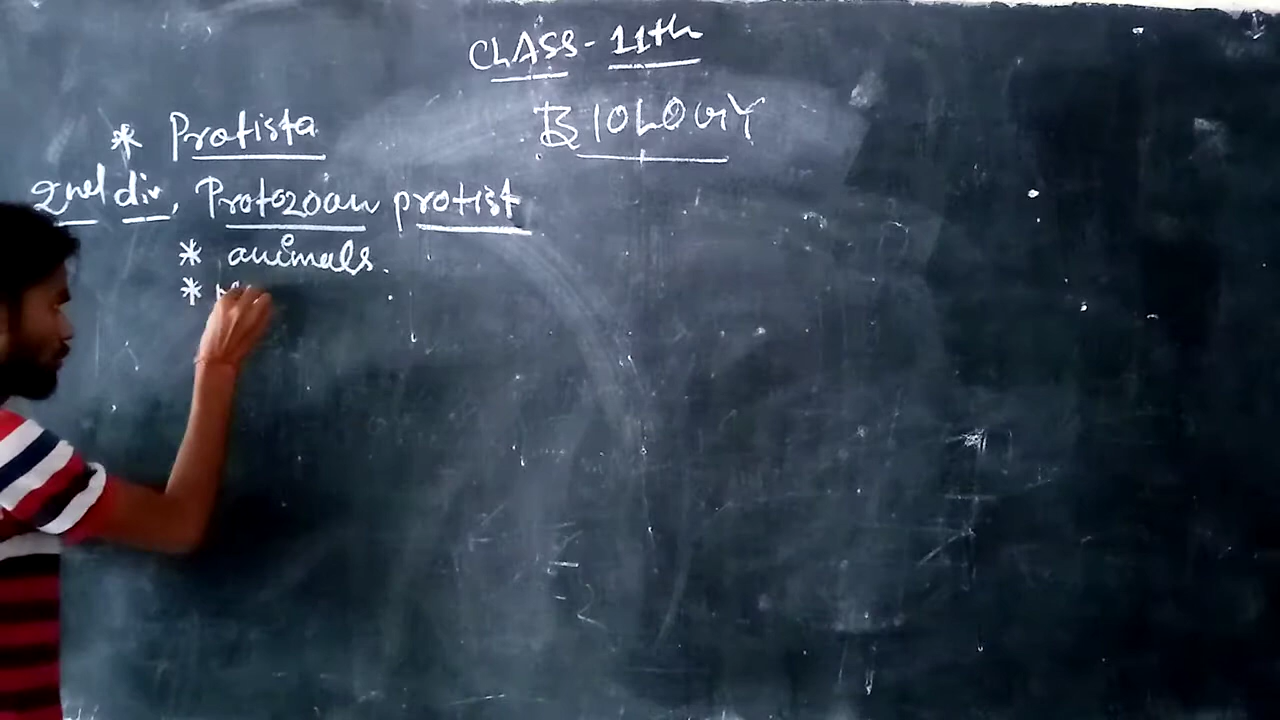 CLASS - 11th
BIOLOGY
* Protista
2nd div, Protozoan protist
* animals.
*